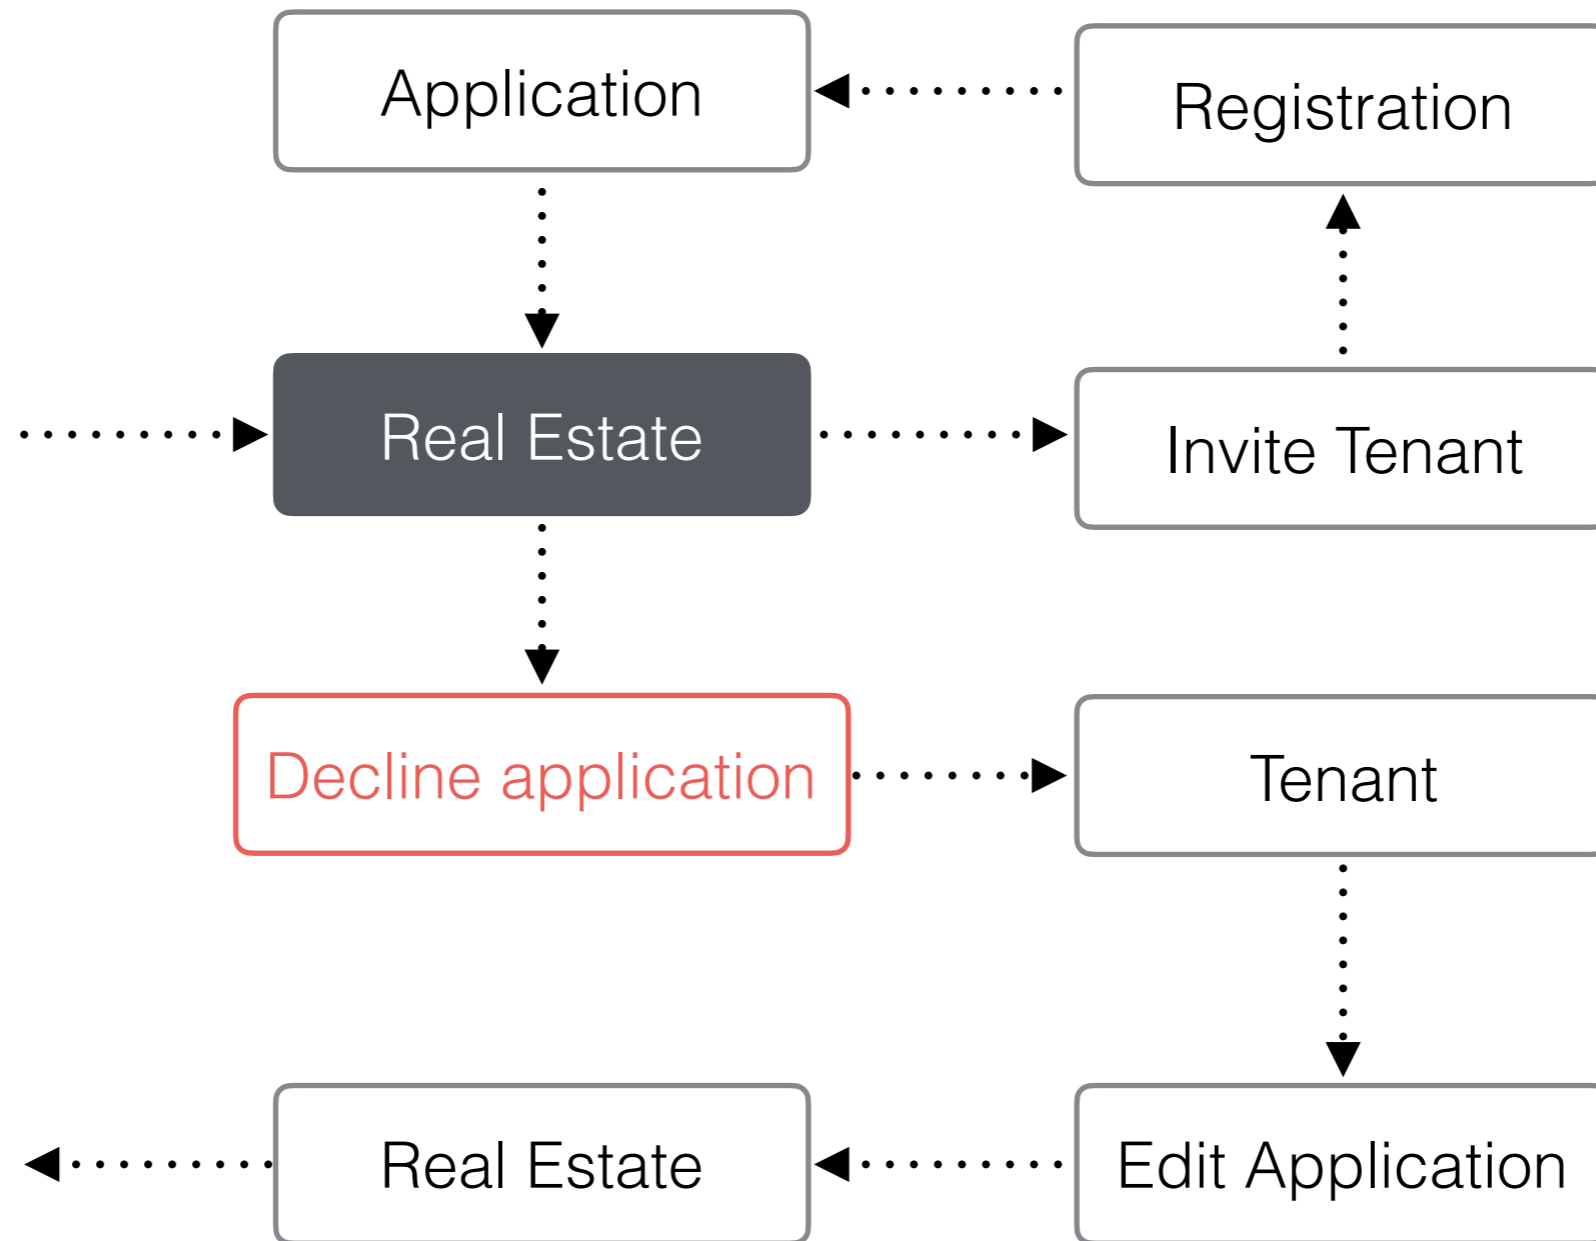 Application
Registration
Real Estate
Invite Tenant
Decline application
Tenant
Real Estate
Edit Application